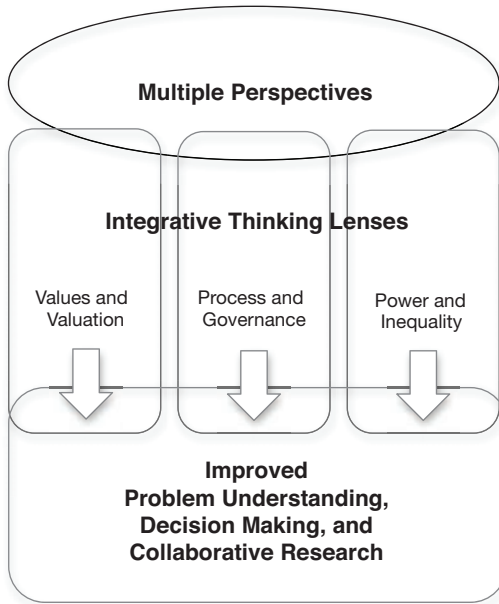 Multiple Perspectives
Integrative Thinking Lenses
Values and
Valuation
Process and
Governance
Power and
Inequality
Improved
Problem Understanding,
Decision Making, and
Collaborative Research